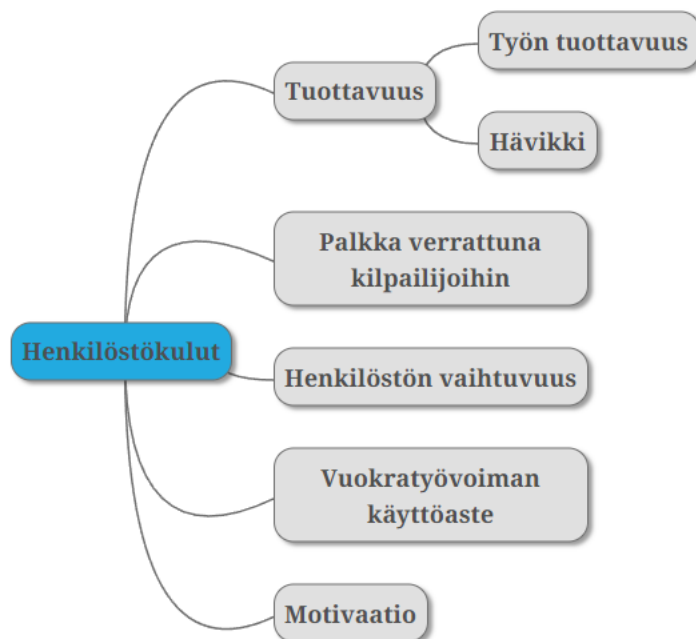 Työn tuottavuus
Tuottavuus
Hävikki
Palkka verrattuna
kilpailijoihin
Henkilöstökulut
Henkilöstön vaihtuvuus
Vuokratyövoiman
käyttöaste
Motivaatio